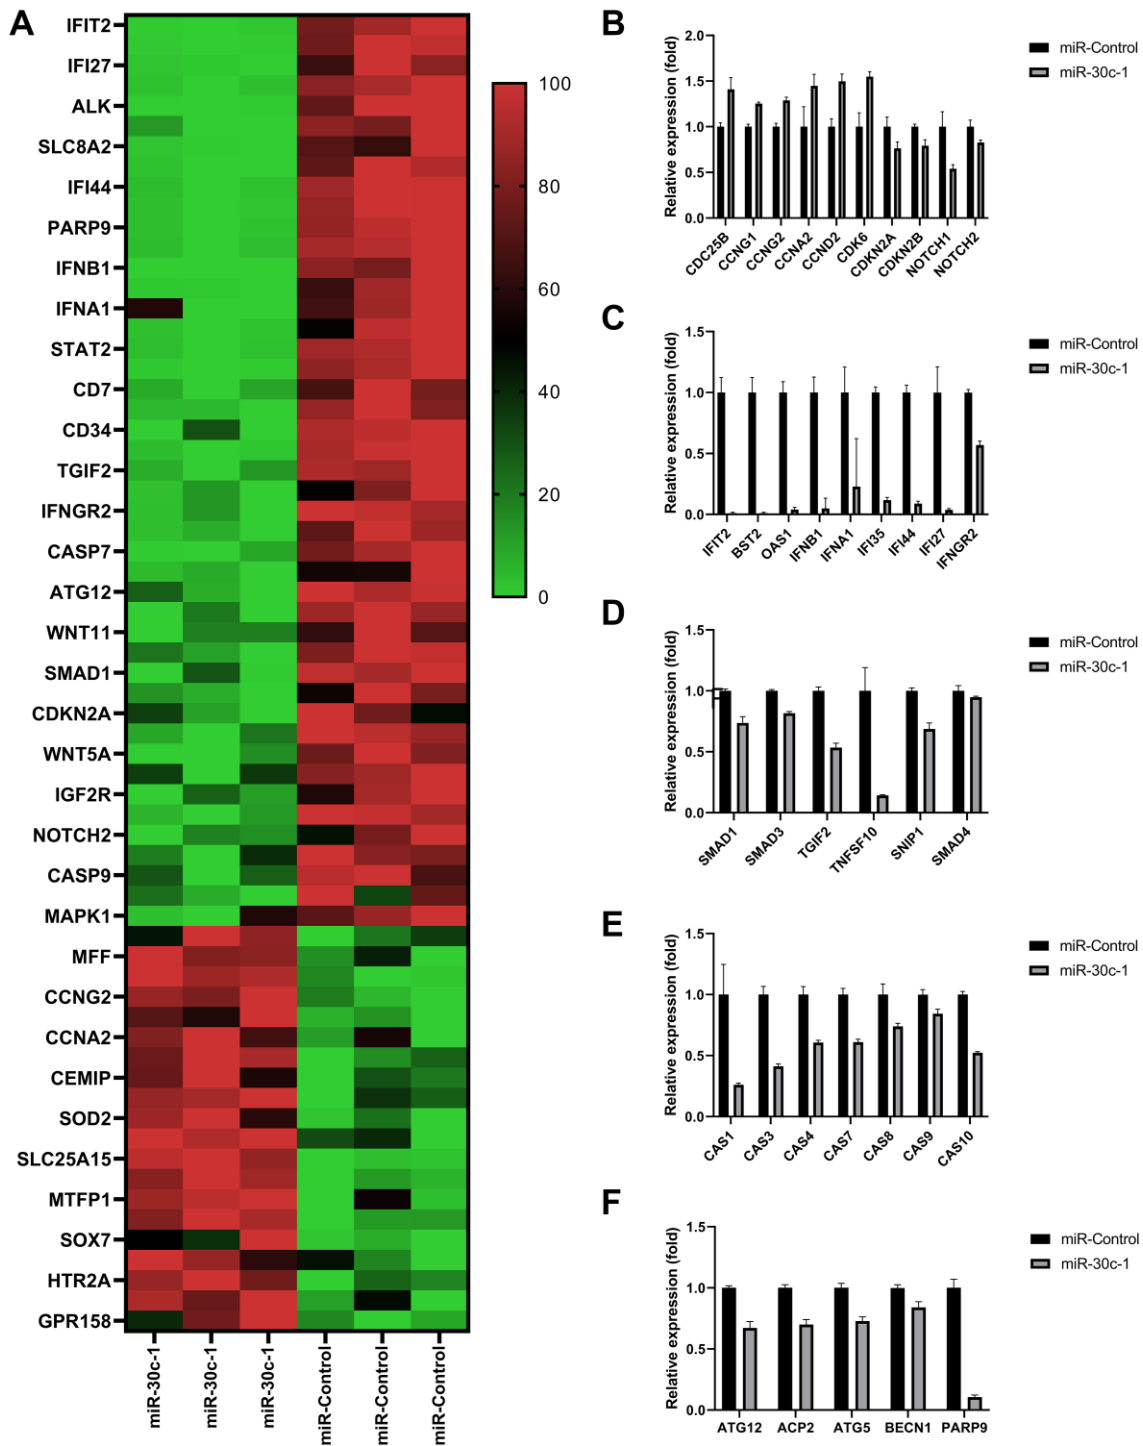 A
IFIT2
IFI27
ALK
SLC8A2
IFI44
PARP9
IFNB1
IFNA1
STAT2
CD7
CD34
TGIF2
IFNGR2
CASP7
ATG12
WNT11
SMAD1
CDKN2A
WNT5A
IGF2R
NOTCH2
CASP9
MAPK1
MFF
CCNG2
CCNA2
CEMIP
SOD2
SLC25A15
MTFP1
SOX7
HTR2A
GPR158
miR-30c-1
miR-30c-1
miR-30c-1
miR-Control
miR-Control
miR-Control
100
80
60
40
20
0
B
Relative expression (fold)
2.0
1.5
1.0
0.5
0.0
CDC25B
CCNG1
CCNG2
CCNA2
CCND2
CDK6
CDKN2A
CDKN2B
NOTCH1
NOTCH2
miR-Control
miR-30c-1
C
Relative expression (fold)
1.5
1.0
0.5
0.0
IFIT2
BST2
OAS1
IFNB1
IFNA1
IFI35
IFI44
IFI27
IFNGR2
miR-Control
miR-30c-1
D
Relative expression (fold)
1.5
1.0
0.5
0.0
SMAD1
SMAD3
TGIF2
TNFSF10
SNIP1
SMAD4
miR-Control
miR-30c-1
E
Relative expression (fold)
1.5
1.0
0.5
0.0
CAS1
CAS3
CAS4
CAS7
CAS8
CAS9
CAS10
miR-Control
miR-30c-1
F
Relative expression (fold)
1.5
1.0
0.5
0.0
ATG12
ACP2
ATG5
BECN1
PARP9
miR-Control
miR-30c-1